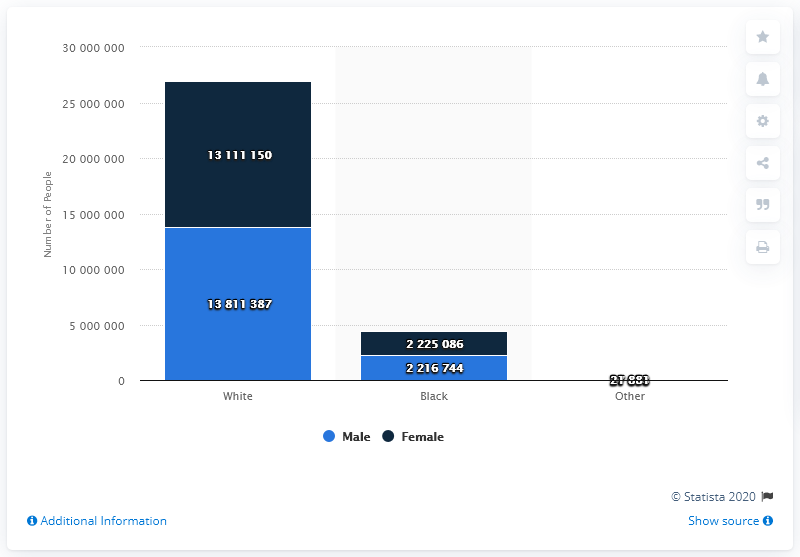 30 000 000
25 000 000
20 000 000
15 000 000
10 000 000
5 000 000
0
Number of People
13 111 150
13 811 387
2 225 086
2 216 744
White
Black
Other
Male
Female
© Statista 2020
Additional Information
Show source